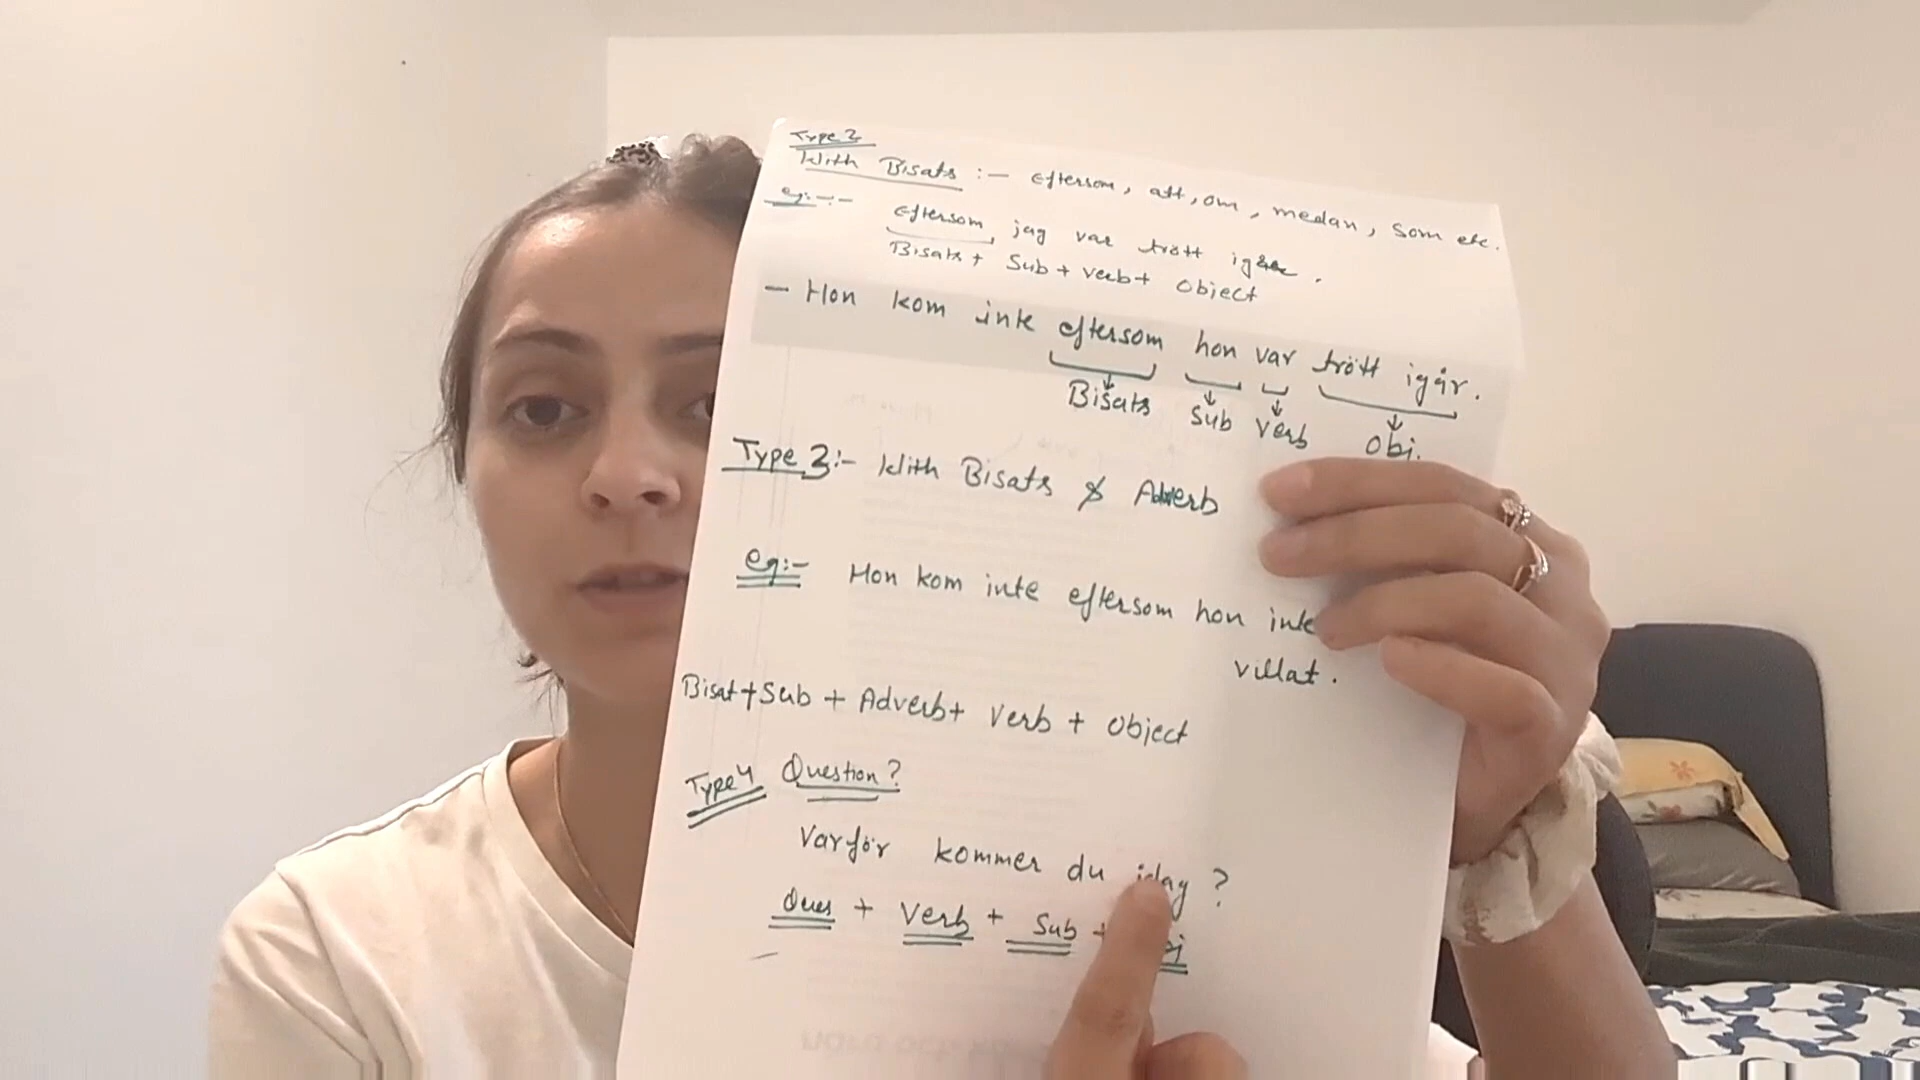 Type 2
With Bisats :- eftersom, att, om, medan, som etc.
eg:- -
eftersom, jag var trött igår.
Bisats + Sub + verb + Object
- Hon kom inte eftersom hon var trött igår.
Bisats Sub Verb Obj.
Type 3:- With Bisats & Adverb
eg:- Hon kom inte eftersom hon inte
villat.
Bisat + Sub + Adverb + Verb + Object
Type 4 Question?
Varför kommer du idag ?
Ques + Verb + Sub +